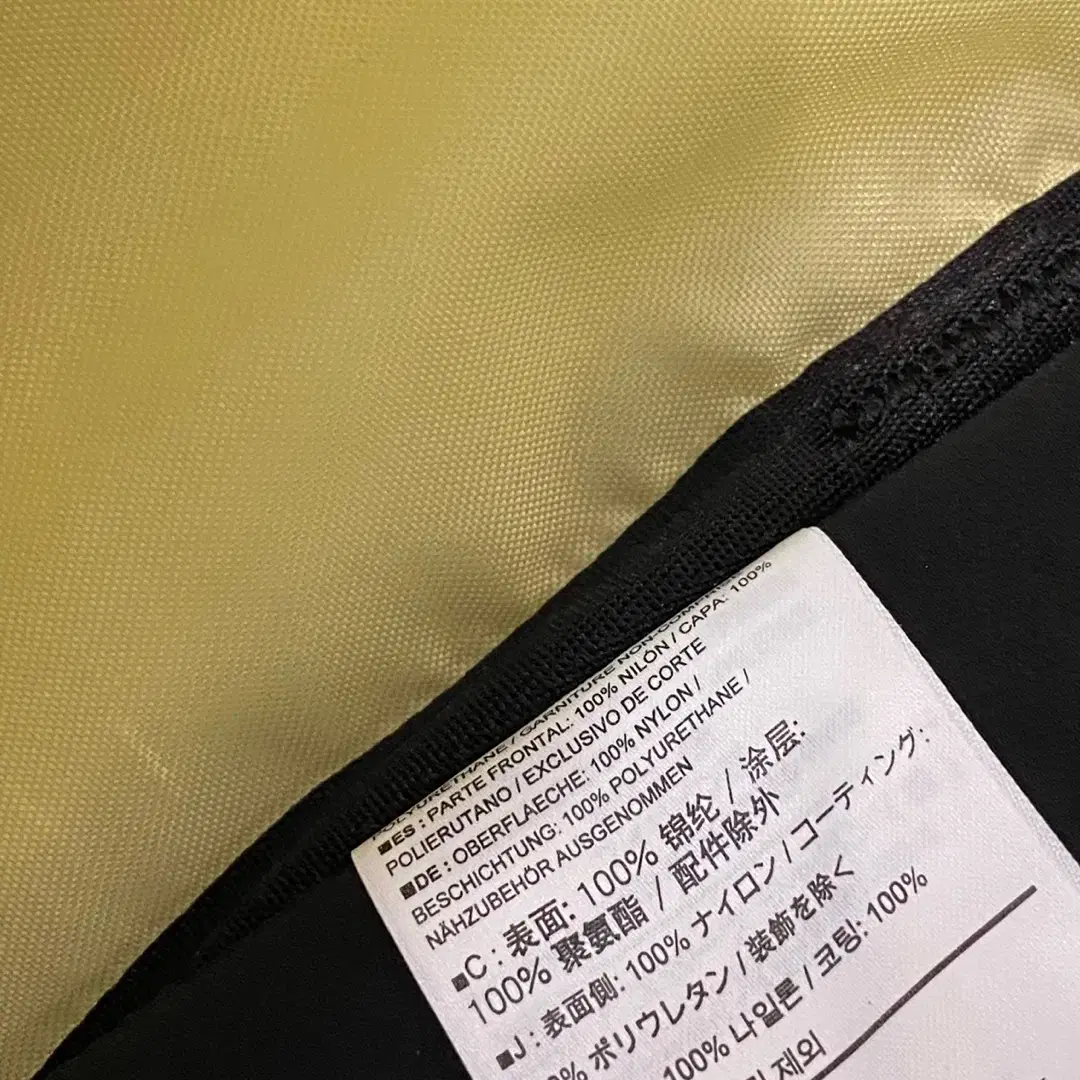 POLYURETHANE / GARNITURE NON-COMPRISE
■ES : PARTE FRONTAL: 100% NILÓN / CAPA: 100%
POLIERUTANO / EXCLUSIVO DE CORTE
■DE : OBERFLAECHE: 100% NYLON /
BESCHICHTUNG: 100% POLYURETHANE /
NÄHZUBEHÖR AUSGENOMMEN
■C : 表面: 100% 锦纶 / 涂层:
100% 聚氨酯 / 配件除外
■J : 表面側: 100% ナイロン / コーティング:
% ポリウレタン / 装飾を除く
100% 나일론 / 코팅: 100%
제외